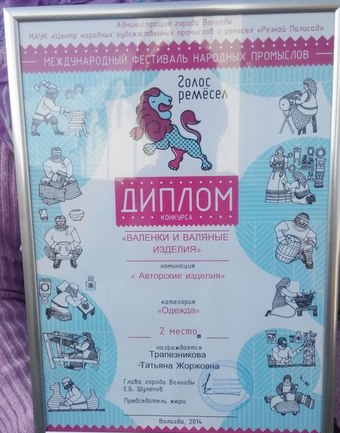 Администрация города Вологды
МАУК «Центр народных художественных промыслов и ремесел «Резной Палисад»
МЕЖДУНАРОДНЫЙ ФЕСТИВАЛЬ НАРОДНЫХ ПРОМЫСЛОВ
Голос
ремёсел
ДИПЛОМ
КОНКУРСА
«ВАЛЕНКИ И ВАЛЯНЫЕ
ИЗДЕЛИЯ»
номинация
« Авторские изделия»
категория
«Одежда»
2 место
награждается
Трапезникова
Татьяна Жоржовна
Глава города Вологды
Е.Б. Шулепов
Председатель жюри
Вологда, 2014